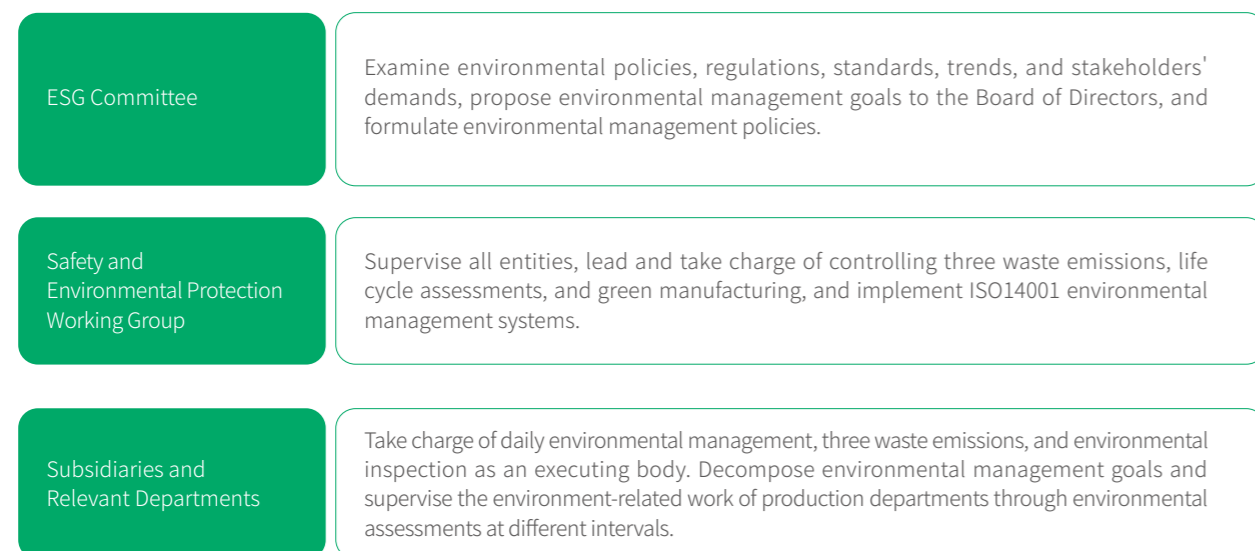 ESG Committee
Examine environmental policies, regulations, standards, trends, and stakeholders'
demands, propose environmental management goals to the Board of Directors, and
formulate environmental management policies.
Safety and
Environmental Protection
Working Group
Supervise all entities, lead and take charge of controlling three waste emissions, life
cycle assessments, and green manufacturing, and implement ISO14001 environmental
management systems.
Subsidiaries and
Relevant Departments
Take charge of daily environmental management, three waste emissions, and environmental
inspection as an executing body. Decompose environmental management goals and
supervise the environment-related work of production departments through environmental
assessments at different intervals.